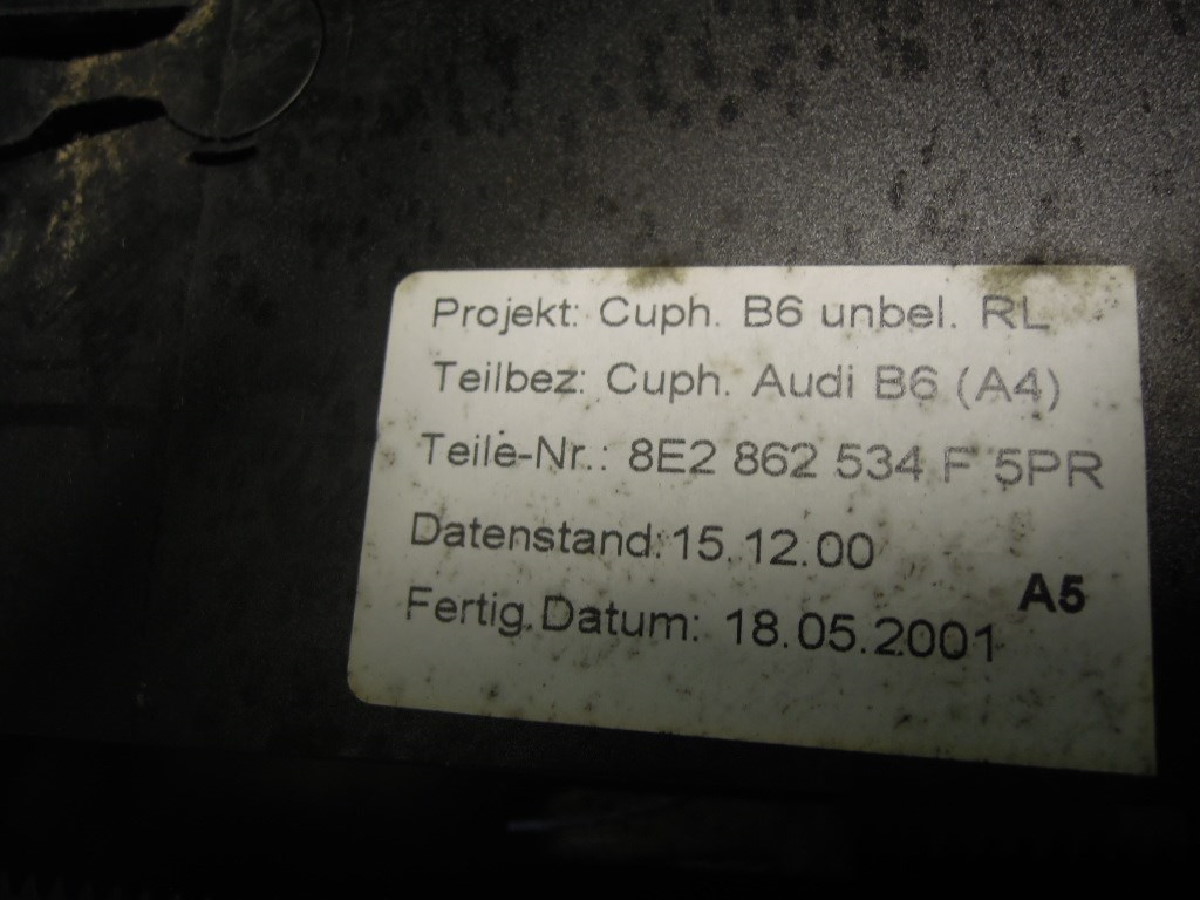 Projekt: Cuph. B6 unbel. RL
Teilbez: Cuph. Audi B6 (A4)
Teile-Nr.: 8E2 862 534 F 5PR
Datenstand: 15.12.00
A5
Fertig.Datum: 18.05.2001